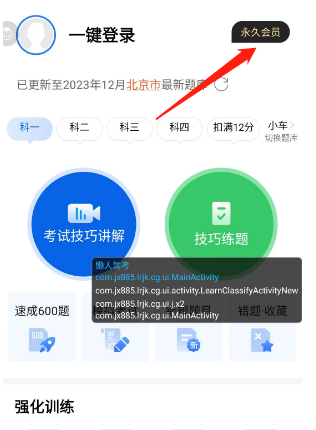 一键登录
永久会员
已更新至2023年12月北京市最新题库
科一
科二
科三
科四
扣满12分
小车
切换题库
考试技巧讲解
技巧练题
懒人驾考
com.jx885.lrjk.cg.ui.MainActivity
com.jx885.lrjk.cg.ui.activity.LearnClassifyActivityNew
com.jx885.lrjk.cg.ui.j.x2
com.jx885.lrjk.cg.ui.MainActivity
速成600题
错题·收藏
新
强化训练